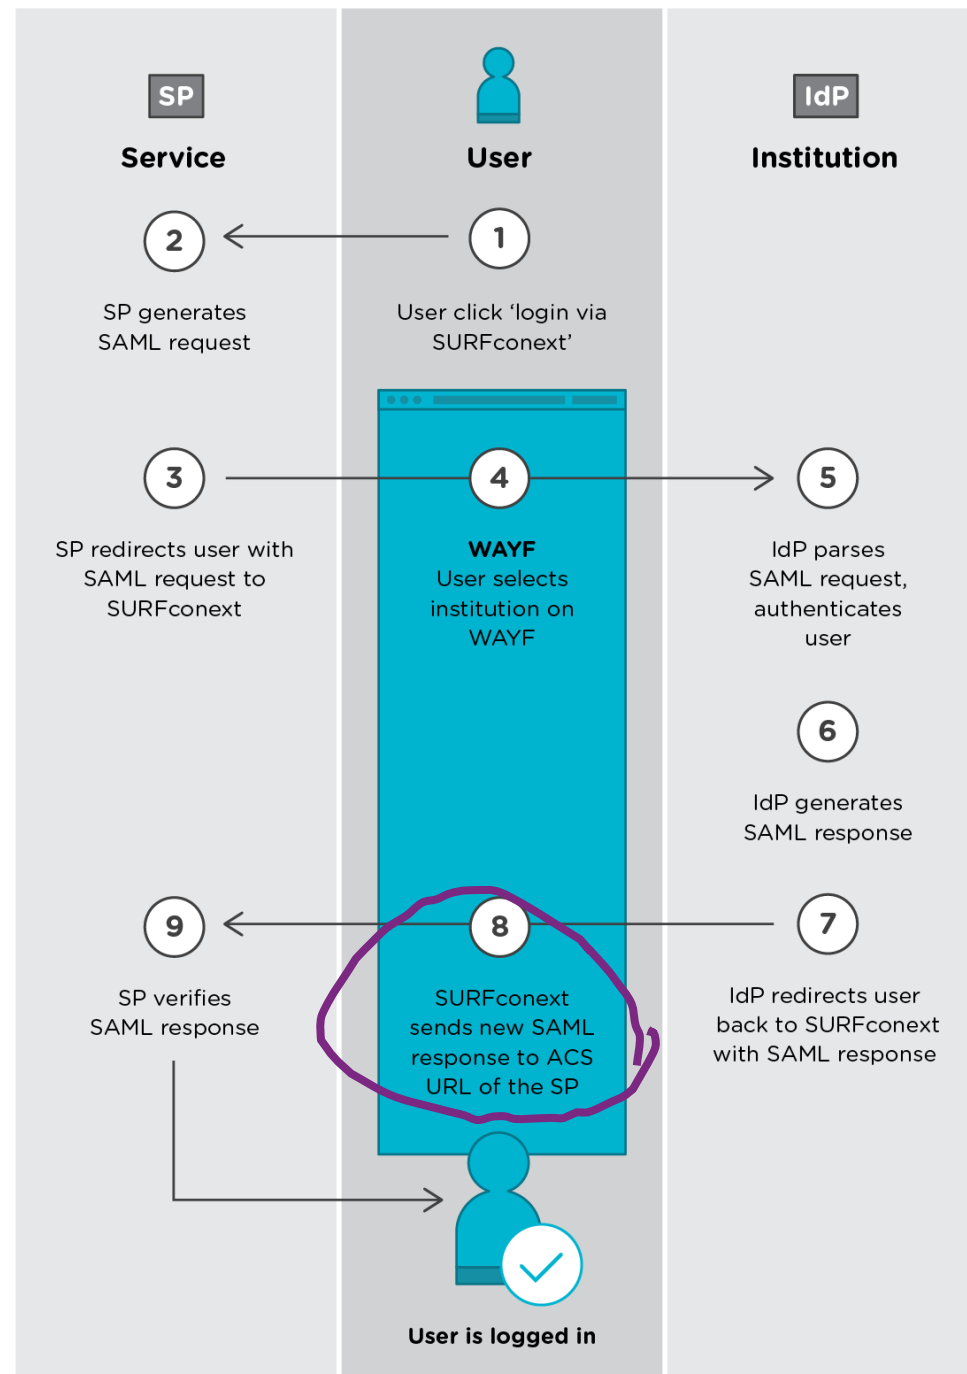 SP
Service
User
IdP
Institution
2
1
SP generates
SAML request
User click ‘login via
SURFconext’
3
4
5
SP redirects user with
SAML request to
SURFconext
WAYF
User selects
institution on
WAYF
IdP parses
SAML request,
authenticates
user
6
IdP generates
SAML response
9
8
7
SP verifies
SAML response
SURFconext
sends new SAML
response to ACS
URL of the SP
IdP redirects user
back to SURFconext
with SAML response
User is logged in